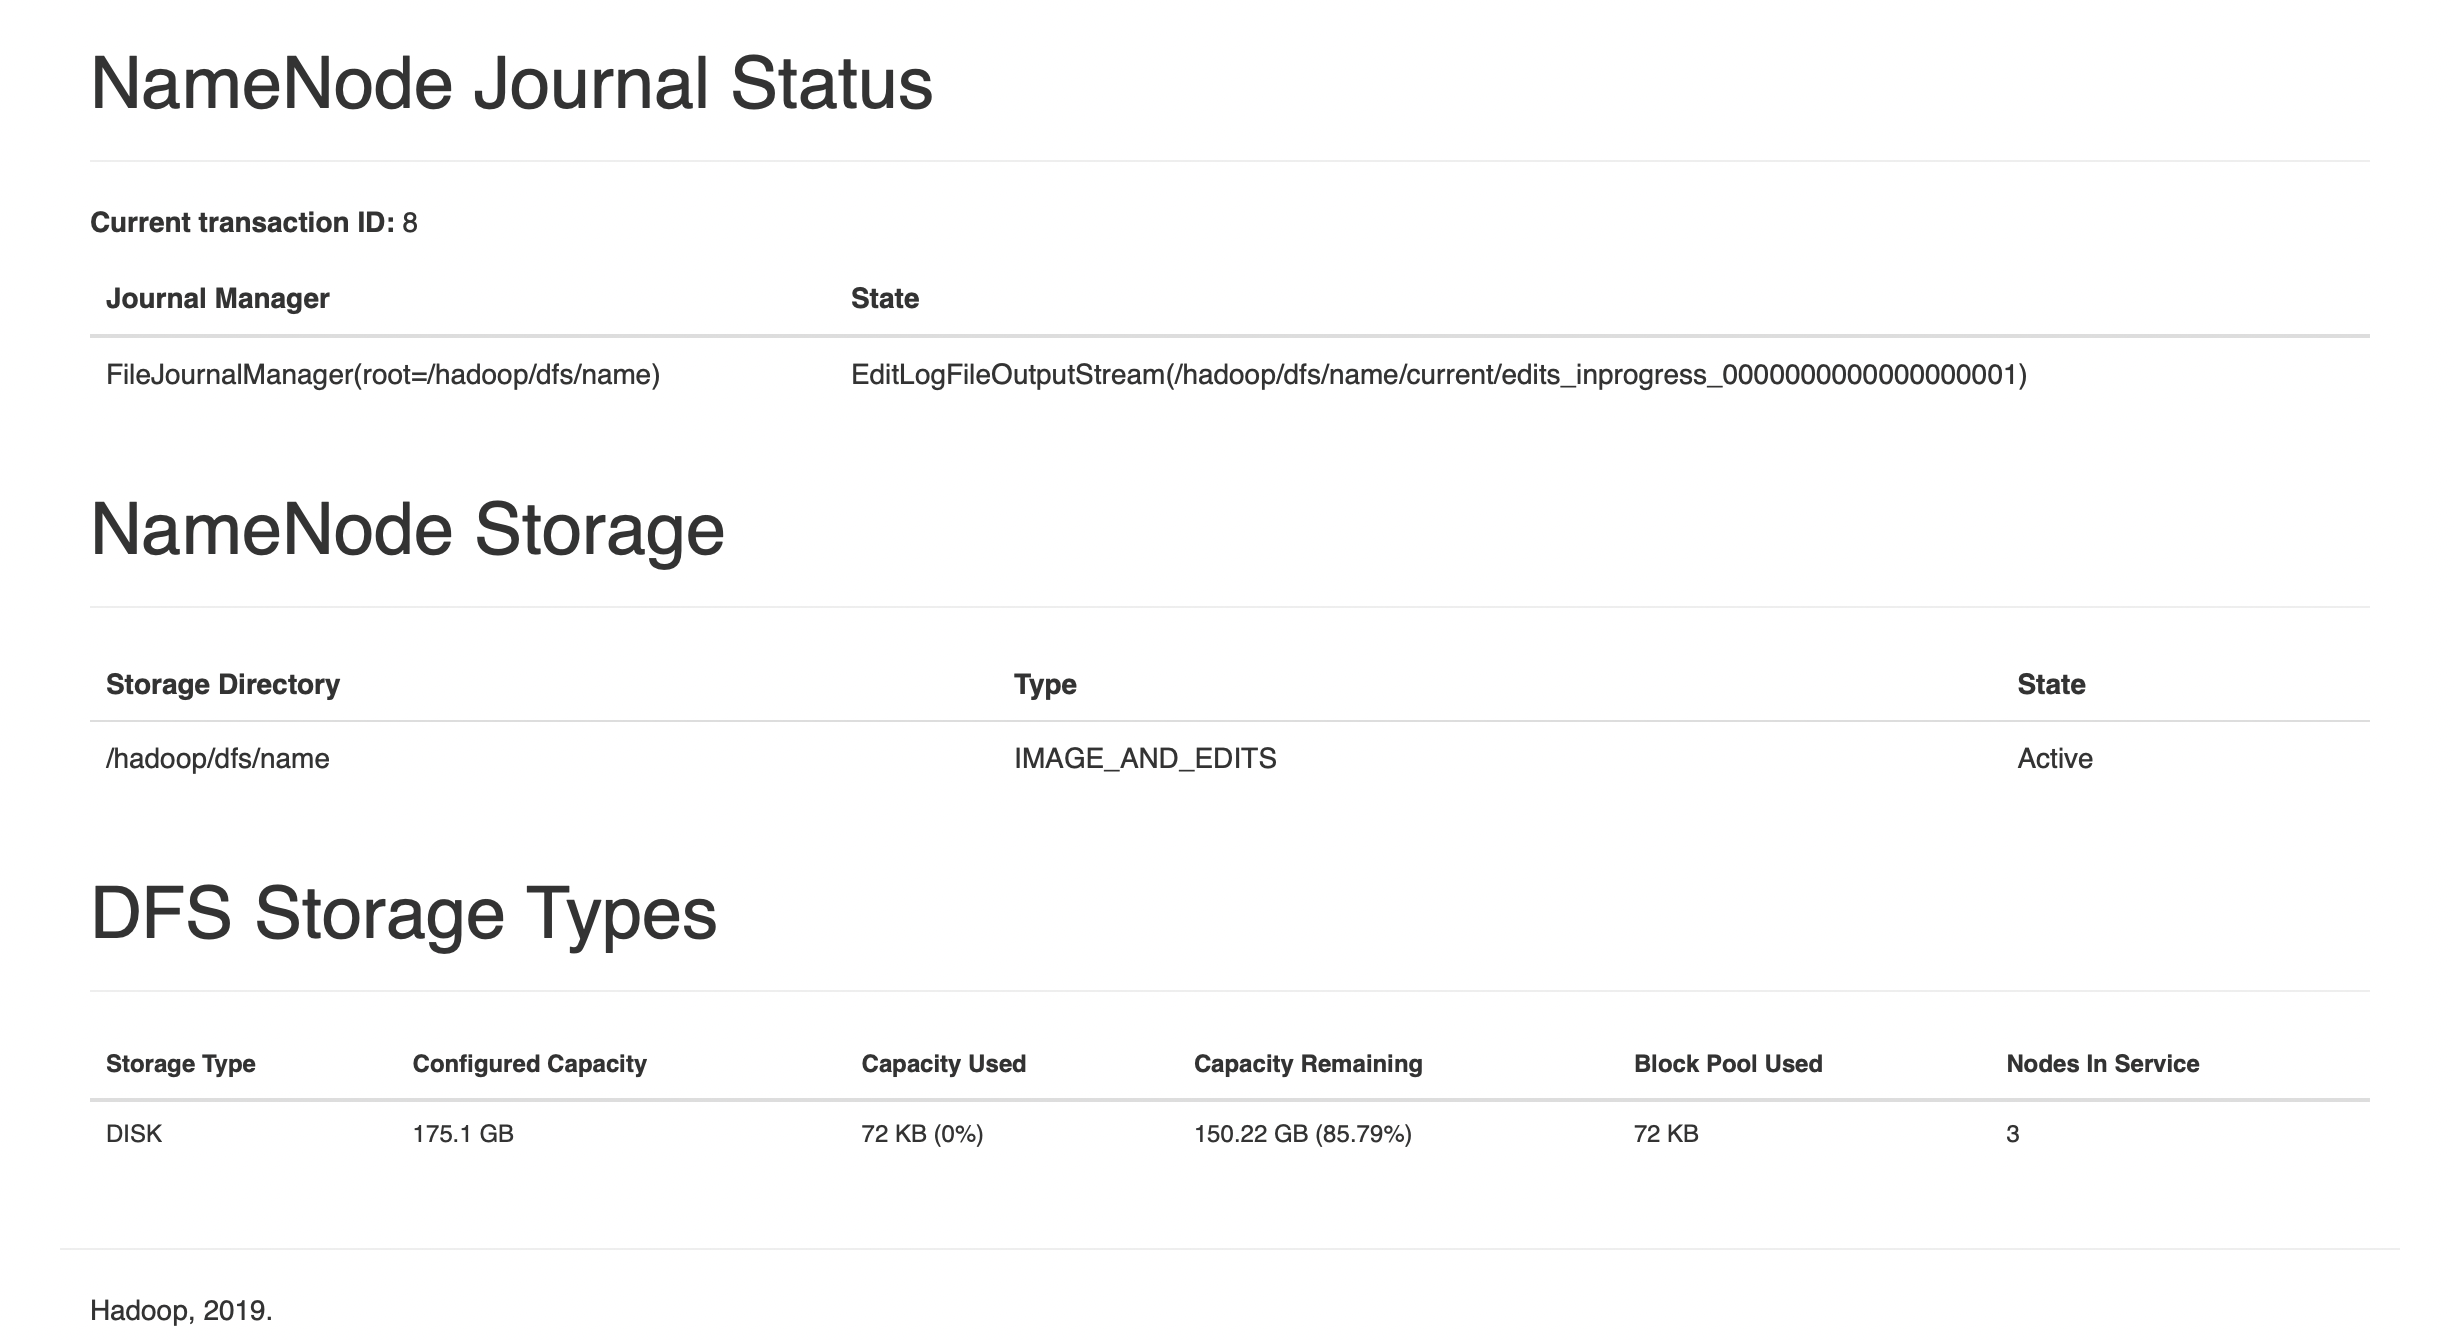 NameNode Journal Status
Current transaction ID: 8
Journal Manager State
FileJournalManager(root=/hadoop/dfs/name) EditLogFileOutputStream(/hadoop/dfs/name/current/edits_inprogress_0000000000000000001)
NameNode Storage
Storage Directory Type State
/hadoop/dfs/name IMAGE_AND_EDITS Active
DFS Storage Types
Storage Type Configured Capacity Capacity Used Capacity Remaining Block Pool Used Nodes In Service
DISK 175.1 GB 72 KB (0%) 150.22 GB (85.79%) 72 KB 3
Hadoop, 2019.